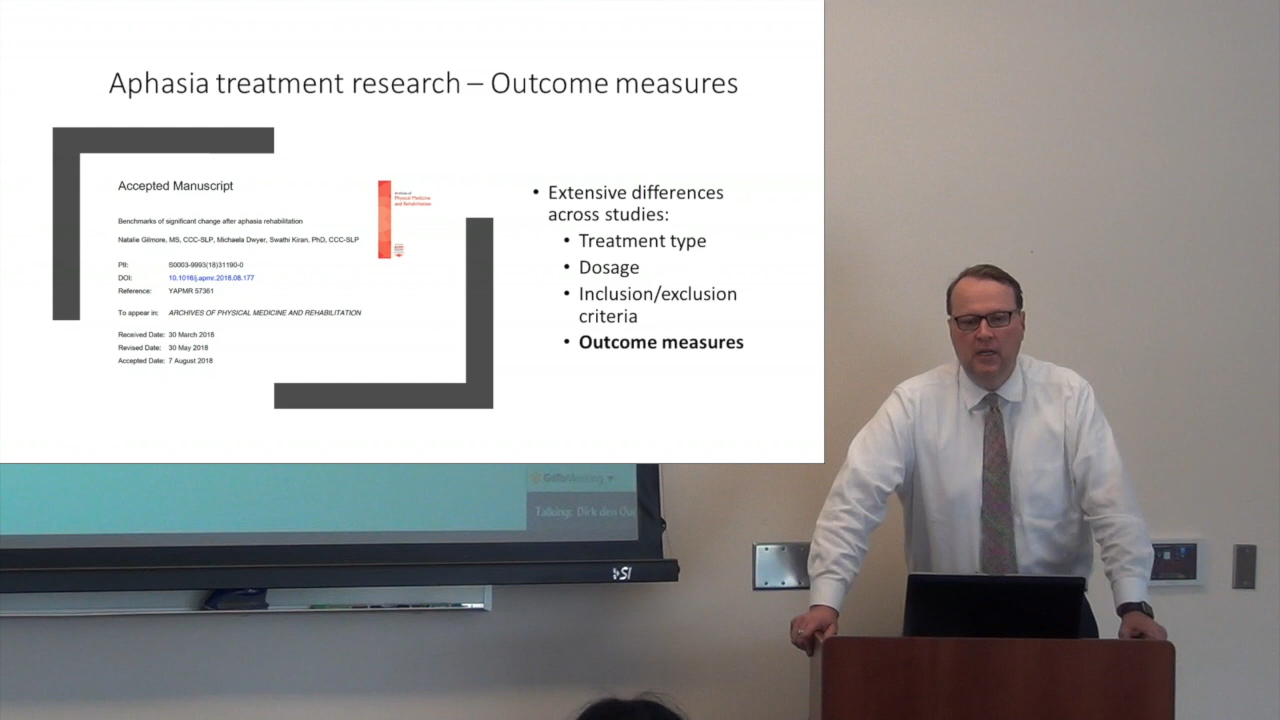 Aphasia treatment research – Outcome measures
Accepted Manuscript
Benchmarks of significant change after aphasia rehabilitation
Natalie Gilmore, MS, CCC-SLP, Michaela Dwyer, Swathi Kiran, PhD, CCC-SLP
PII: S0003-9993(18)31190-0
DOI: 10.1016/j.apmr.2018.08.177
Reference: YAPMR 57361
To appear in: ARCHIVES OF PHYSICAL MEDICINE AND REHABILITATION
Received Date: 30 March 2018
Revised Date: 30 May 2018
Accepted Date: 7 August 2018
Physical Medicine
and Rehabilitation
• Extensive differences
across studies:
• Treatment type
• Dosage
• Inclusion/exclusion
criteria
• Outcome measures
GoToMeeting
Talking: Dirk den Ou
SI